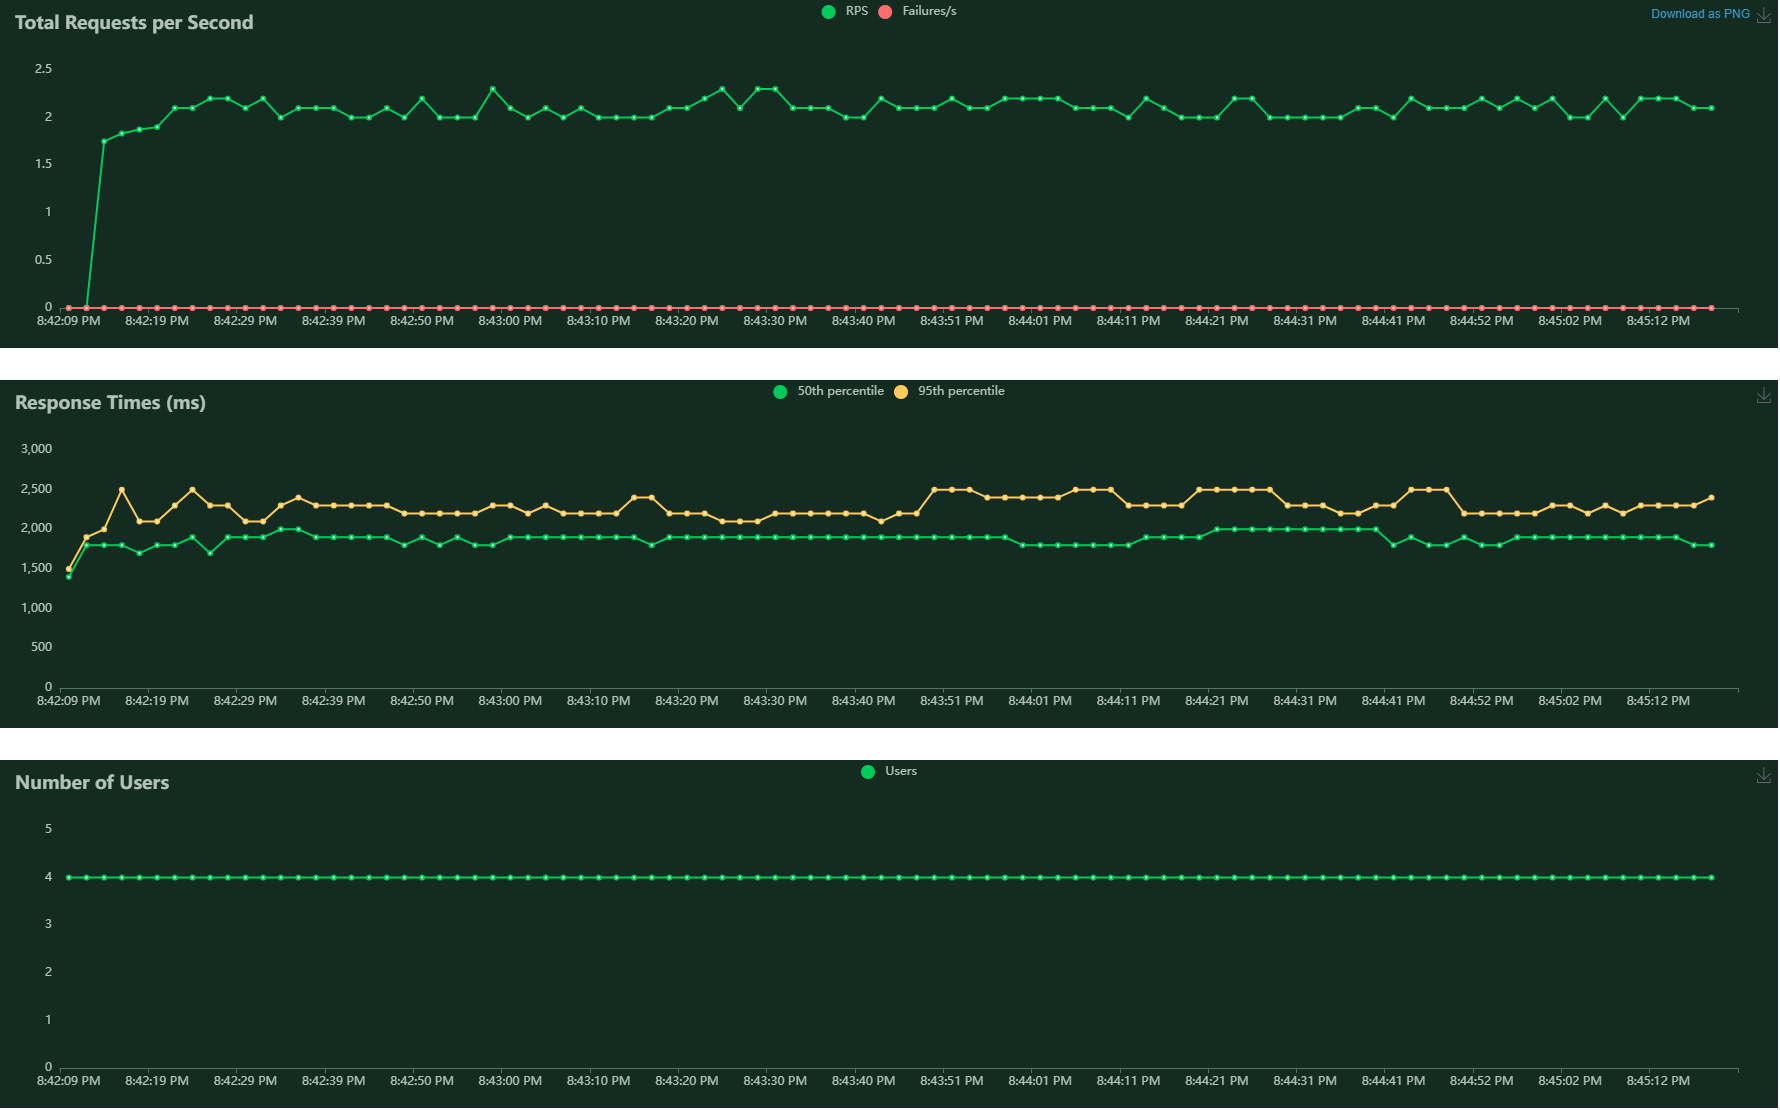 Total Requests per Second
RPS Failures/s
Download as PNG
2.5
2
1.5
1
0.5
0
8:42:09 PM 8:42:19 PM 8:42:29 PM 8:42:39 PM 8:42:50 PM 8:43:00 PM 8:43:10 PM 8:43:20 PM 8:43:30 PM 8:43:40 PM 8:43:51 PM 8:44:01 PM 8:44:11 PM 8:44:21 PM 8:44:31 PM 8:44:41 PM 8:44:52 PM 8:45:02 PM 8:45:12 PM
Response Times (ms)
50th percentile 95th percentile
3,000
2,500
2,000
1,500
1,000
500
0
8:42:09 PM 8:42:19 PM 8:42:29 PM 8:42:39 PM 8:42:50 PM 8:43:00 PM 8:43:10 PM 8:43:20 PM 8:43:30 PM 8:43:40 PM 8:43:51 PM 8:44:01 PM 8:44:11 PM 8:44:21 PM 8:44:31 PM 8:44:41 PM 8:44:52 PM 8:45:02 PM 8:45:12 PM
Number of Users
Users
5
4
3
2
1
0
8:42:09 PM 8:42:19 PM 8:42:29 PM 8:42:39 PM 8:42:50 PM 8:43:00 PM 8:43:10 PM 8:43:20 PM 8:43:30 PM 8:43:40 PM 8:43:51 PM 8:44:01 PM 8:44:11 PM 8:44:21 PM 8:44:31 PM 8:44:41 PM 8:44:52 PM 8:45:02 PM 8:45:12 PM